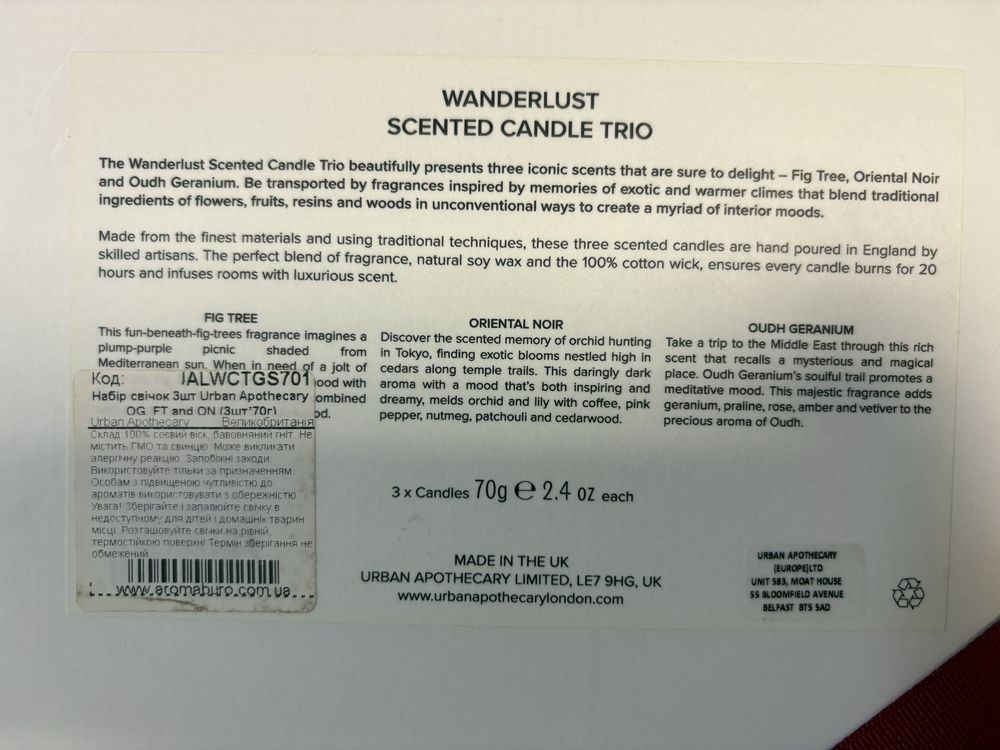 WANDERLUST
SCENTED CANDLE TRIO
The Wanderlust Scented Candle Trio beautifully presents three iconic scents that are sure to delight – Fig Tree, Oriental Noir
and Oudh Geranium. Be transported by fragrances inspired by memories of exotic and warmer climes that blend traditional
ingredients of flowers, fruits, resins and woods in unconventional ways to create a myriad of interior moods.
Made from the finest materials and using traditional techniques, these three scented candles are hand poured in England by
skilled artisans. The perfect blend of fragrance, natural soy wax and the 100% cotton wick, ensures every candle burns for 20
hours and infuses rooms with luxurious scent.
FIG TREE
This fun-beneath-fig-trees fragrance imagines a
plump-purple picnic shaded from
Mediterranean sun. When in need of a jolt of
ood with
ombined
od.
ORIENTAL NOIR
Discover the scented memory of orchid hunting
in Tokyo, finding exotic blooms nestled high in
cedars along temple trails. This daringly dark
aroma with a mood that's both inspiring and
dreamy, melds orchid and lily with coffee, pink
pepper, nutmeg, patchouli and cedarwood.
OUDH GERANIUM
Take a trip to the Middle East through this rich
scent that recalls a mysterious and magical
place. Oudh Geranium's soulful trail promotes a
meditative mood. This majestic fragrance adds
geranium, praline, rose, amber and vetiver to the
precious aroma of Oudh.
Код: IALWCTGS701
Набір свічок 3шт Urban Apothecary
OG, FT and ON (3шт*70г)
Urban Apothecary Великобританія
Склад 100% соєвий віск, бавовняний гніт. Не
містить ГМО та свинцю. Може викликати
алергічну реакцію. Запобіжні заходи:
Використовуйте тільки за призначенням.
Особам з підвищеною чутливістю до
ароматів використовувати з обережністю.
Увага! Зберігайте і запалюйте свічку в
недоступному для дітей і домашніх тварин
місці. Розташовуйте свічки на рівній,
термостійкою поверхні Термін зберігання не
обмежений
www.aromaburo.com.ua
3 x Candles 70g ℮ 2.4 oz each
MADE IN THE UK
URBAN APOTHECARY LIMITED, LE7 9HG, UK
www.urbanapothecarylondon.com
URBAN APOTHECARY
(EUROPE)LTD
UNIT 583, MOAT HOUSE
55 BLOOMFIELD AVENUE
BELFAST BT5 5AD